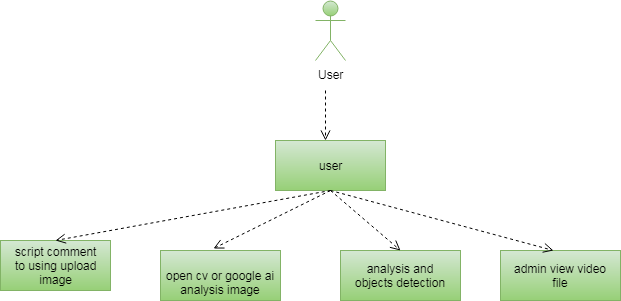 User
user
script comment
to using upload
image
open cv or google ai
analysis image
analysis and
objects detection
admin view video
file